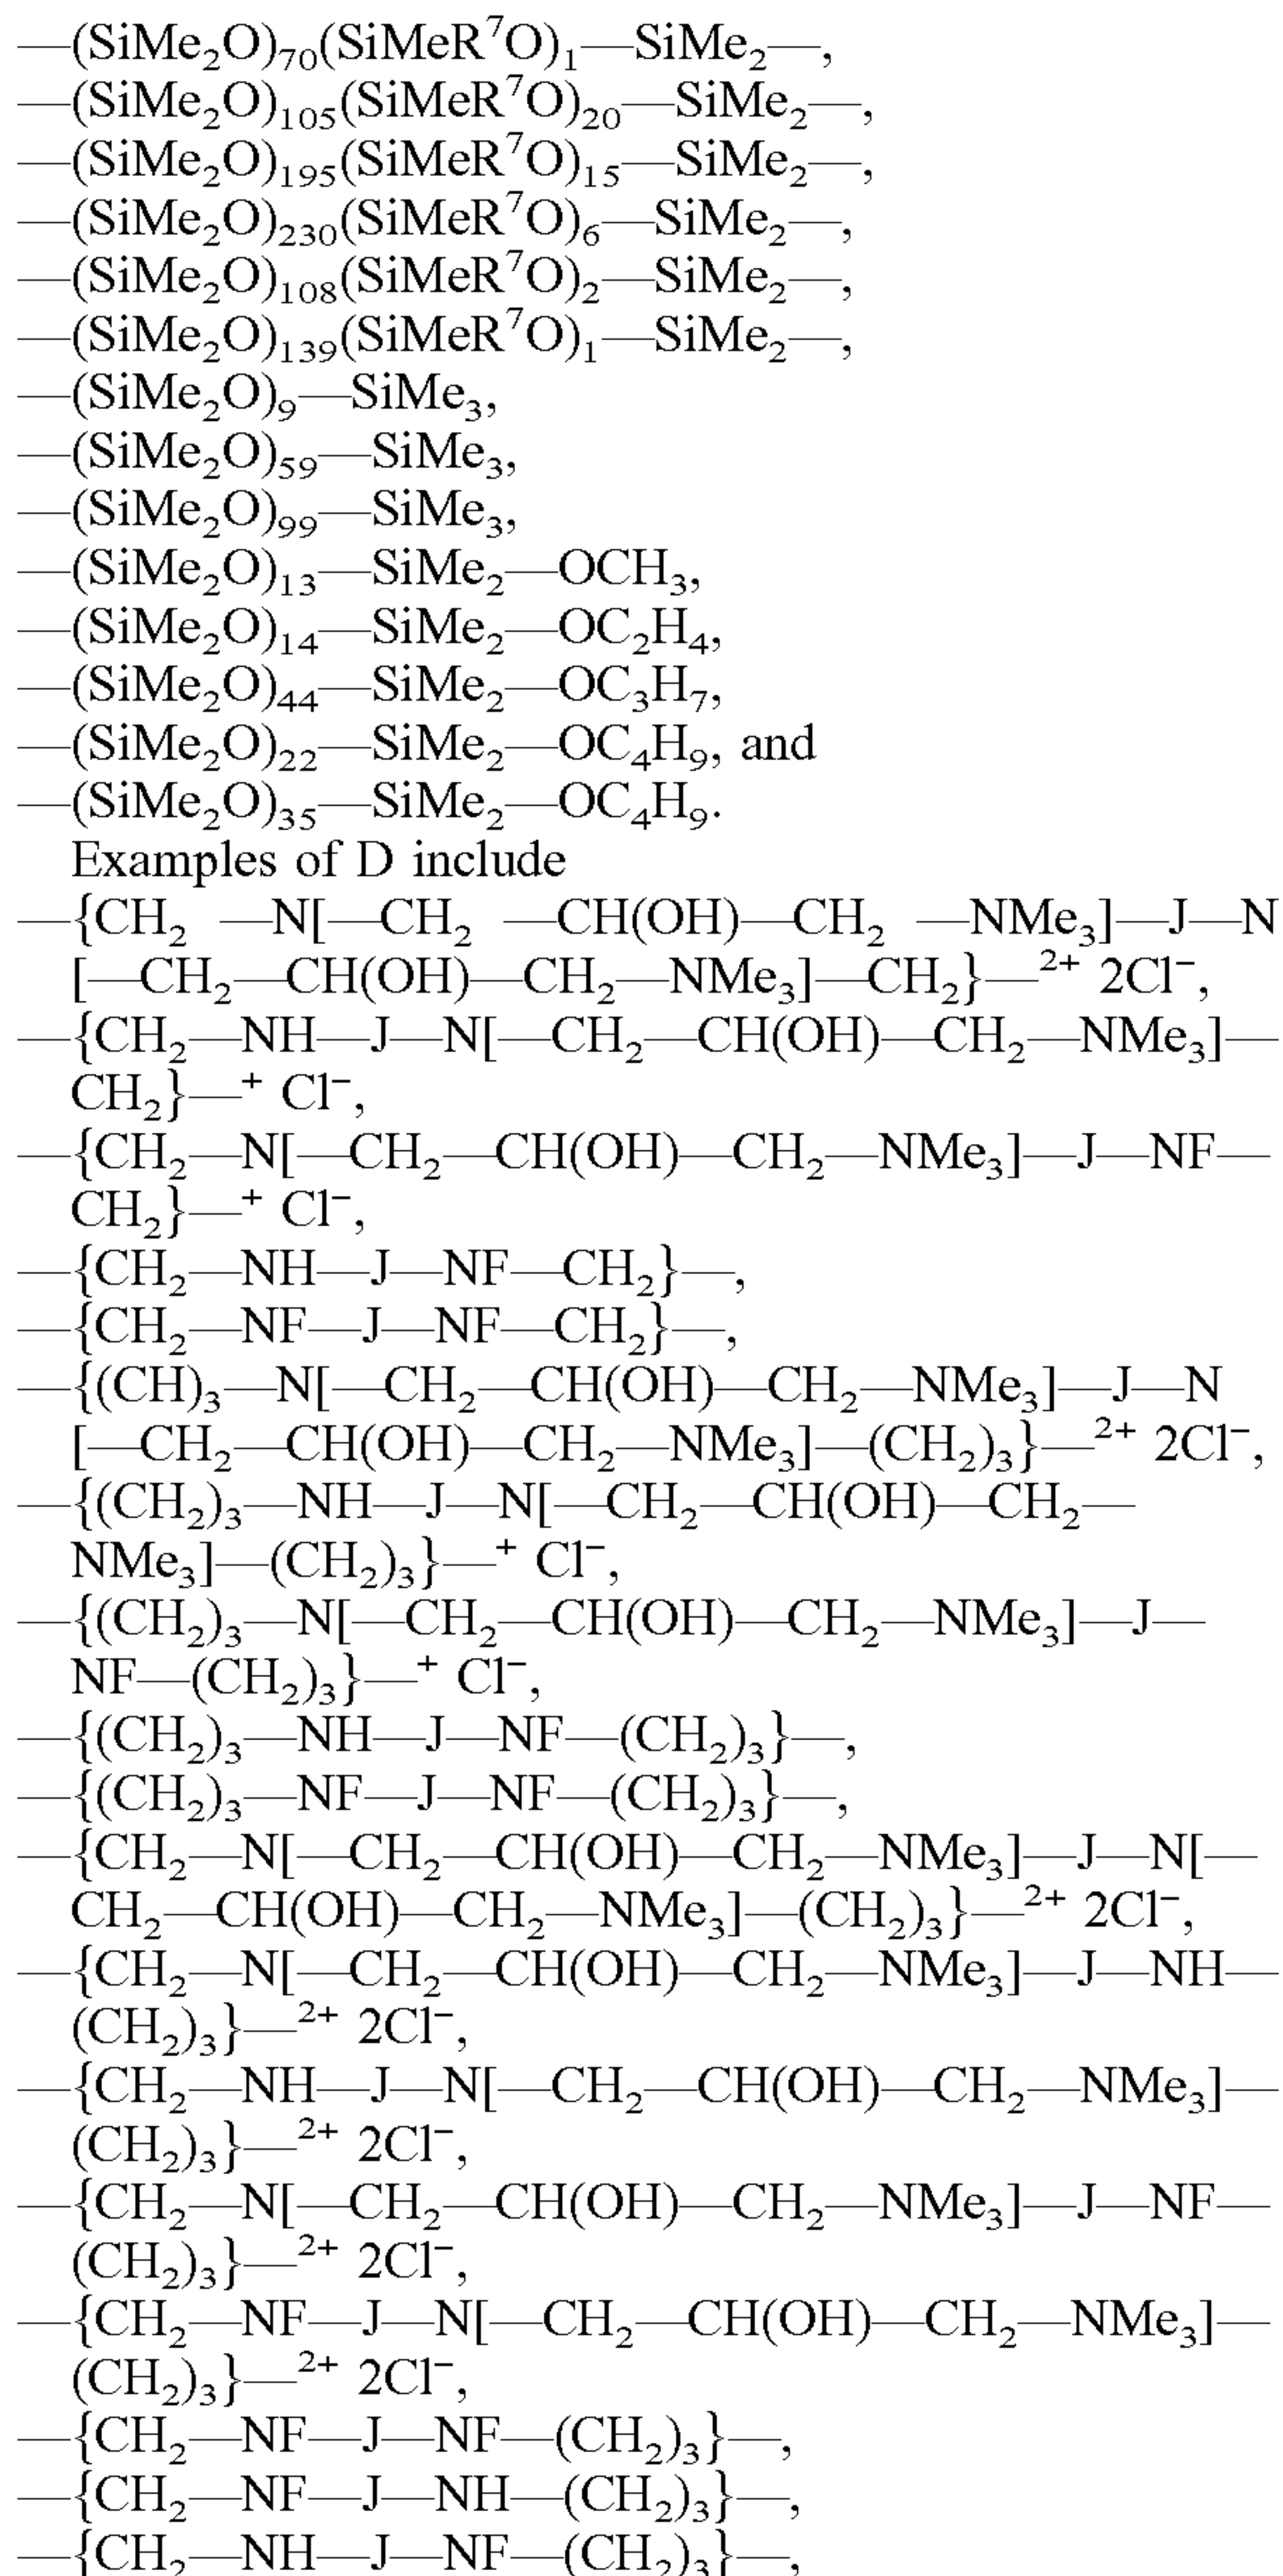 —(SiMe₂O)₇₀(SiMeR⁷O)₁—SiMe₂—,
—(SiMe₂O)₁₀₅(SiMeR⁷O)₂₀—SiMe₂—,
—(SiMe₂O)₁₉₅(SiMeR⁷O)₁₅—SiMe₂—,
—(SiMe₂O)₂₃₀(SiMeR⁷O)₆—SiMe₂—,
—(SiMe₂O)₁₀₈(SiMeR⁷O)₂—SiMe₂—,
—(SiMe₂O)₁₃₉(SiMeR⁷O)₁—SiMe₂—,
—(SiMe₂O)₉—SiMe₃,
—(SiMe₂O)₅₉—SiMe₃,
—(SiMe₂O)₉₉—SiMe₃,
—(SiMe₂O)₁₃—SiMe₂—OCH₃,
—(SiMe₂O)₁₄—SiMe₂—OC₂H₄,
—(SiMe₂O)₄₄—SiMe₂—OC₃H₇,
—(SiMe₂O)₂₂—SiMe₂—OC₄H₉, and
—(SiMe₂O)₃₅—SiMe₂—OC₄H₉.
Examples of D include
—{CH₂ —N[—CH₂ —CH(OH)—CH₂ —NMe₃]—J—N
[—CH₂—CH(OH)—CH₂—NMe₃]—CH₂}—²⁺ 2Cl⁻,
—{CH₂—NH—J—N[—CH₂—CH(OH)—CH₂—NMe₃]—
CH₂}—⁺ Cl⁻,
—{CH₂—N[—CH₂—CH(OH)—CH₂—NMe₃]—J—NF—
CH₂}—⁺ Cl⁻,
—{CH₂—NH—J—NF—CH₂}—,
—{CH₂—NF—J—NF—CH₂}—,
—{(CH)₃—N[—CH₂—CH(OH)—CH₂—NMe₃]—J—N
[—CH₂—CH(OH)—CH₂—NMe₃]—(CH₂)₃}—²⁺ 2Cl⁻,
—{(CH₂)₃—NH—J—N[—CH₂—CH(OH)—CH₂—
NMe₃]—(CH₂)₃}—⁺ Cl⁻,
—{(CH₂)₃—N[—CH₂—CH(OH)—CH₂—NMe₃]—J—
NF—(CH₂)₃}—⁺ Cl⁻,
—{(CH₂)₃—NH—J—NF—(CH₂)₃}—,
—{(CH₂)₃—NF—J—NF—(CH₂)₃}—,
—{CH₂—N[—CH₂—CH(OH)—CH₂—NMe₃]—J—N[—
CH₂—CH(OH)—CH₂—NMe₃]—(CH₂)₃}—²⁺ 2Cl⁻,
—{CH₂—N[—CH₂—CH(OH)—CH₂—NMe₃]—J—NH—
(CH₂)₃}—²⁺ 2Cl⁻,
—{CH₂—NH—J—N[—CH₂—CH(OH)—CH₂—NMe₃]—
(CH₂)₃}—²⁺ 2Cl⁻,
—{CH₂—N[—CH₂—CH(OH)—CH₂—NMe₃]—J—NF—
(CH₂)₃}—²⁺ 2Cl⁻,
—{CH₂—NF—J—N[—CH₂—CH(OH)—CH₂—NMe₃]—
(CH₂)₃}—²⁺ 2Cl⁻,
—{CH₂—NF—J—NF—(CH₂)₃}—,
—{CH₂—NF—J—NH—(CH₂)₃}—,
—{CH₂—NH—J—NF—(CH₂)₃}—,